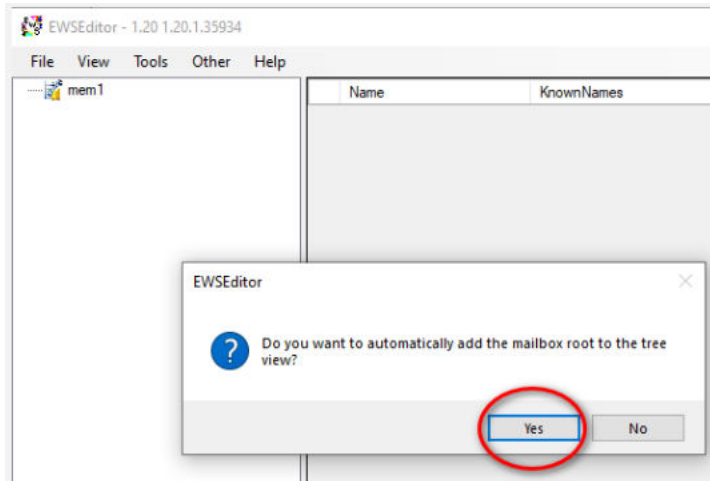 EWSEditor - 1.20 1.20.1.35934
File View Tools Other Help
mem1
Name KnownNames
EWSEditor
Do you want to automatically add the mailbox root to the tree
view?
Yes No